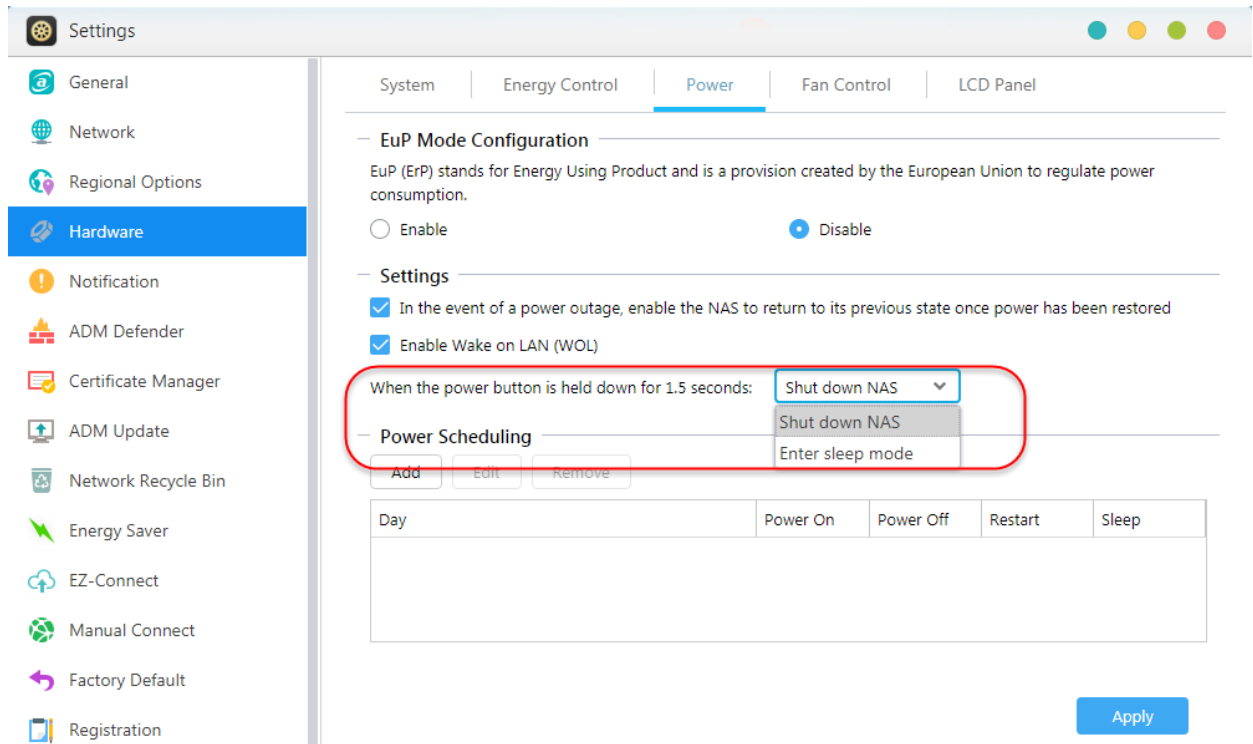 Settings
General
Network
Regional Options
Hardware
Notification
ADM Defender
Certificate Manager
ADM Update
Network Recycle Bin
Energy Saver
EZ-Connect
Manual Connect
Factory Default
Registration
System
Energy Control
Power
Fan Control
LCD Panel
EuP Mode Configuration
EuP (ErP) stands for Energy Using Product and is a provision created by the European Union to regulate power
consumption.
Enable
Disable
Settings
In the event of a power outage, enable the NAS to return to its previous state once power has been restored
Enable Wake on LAN (WOL)
When the power button is held down for 1.5 seconds:
Shut down NAS
Shut down NAS
Enter sleep mode
Power Scheduling
Add
Edit
Remove
Day
Power On
Power Off
Restart
Sleep
Apply